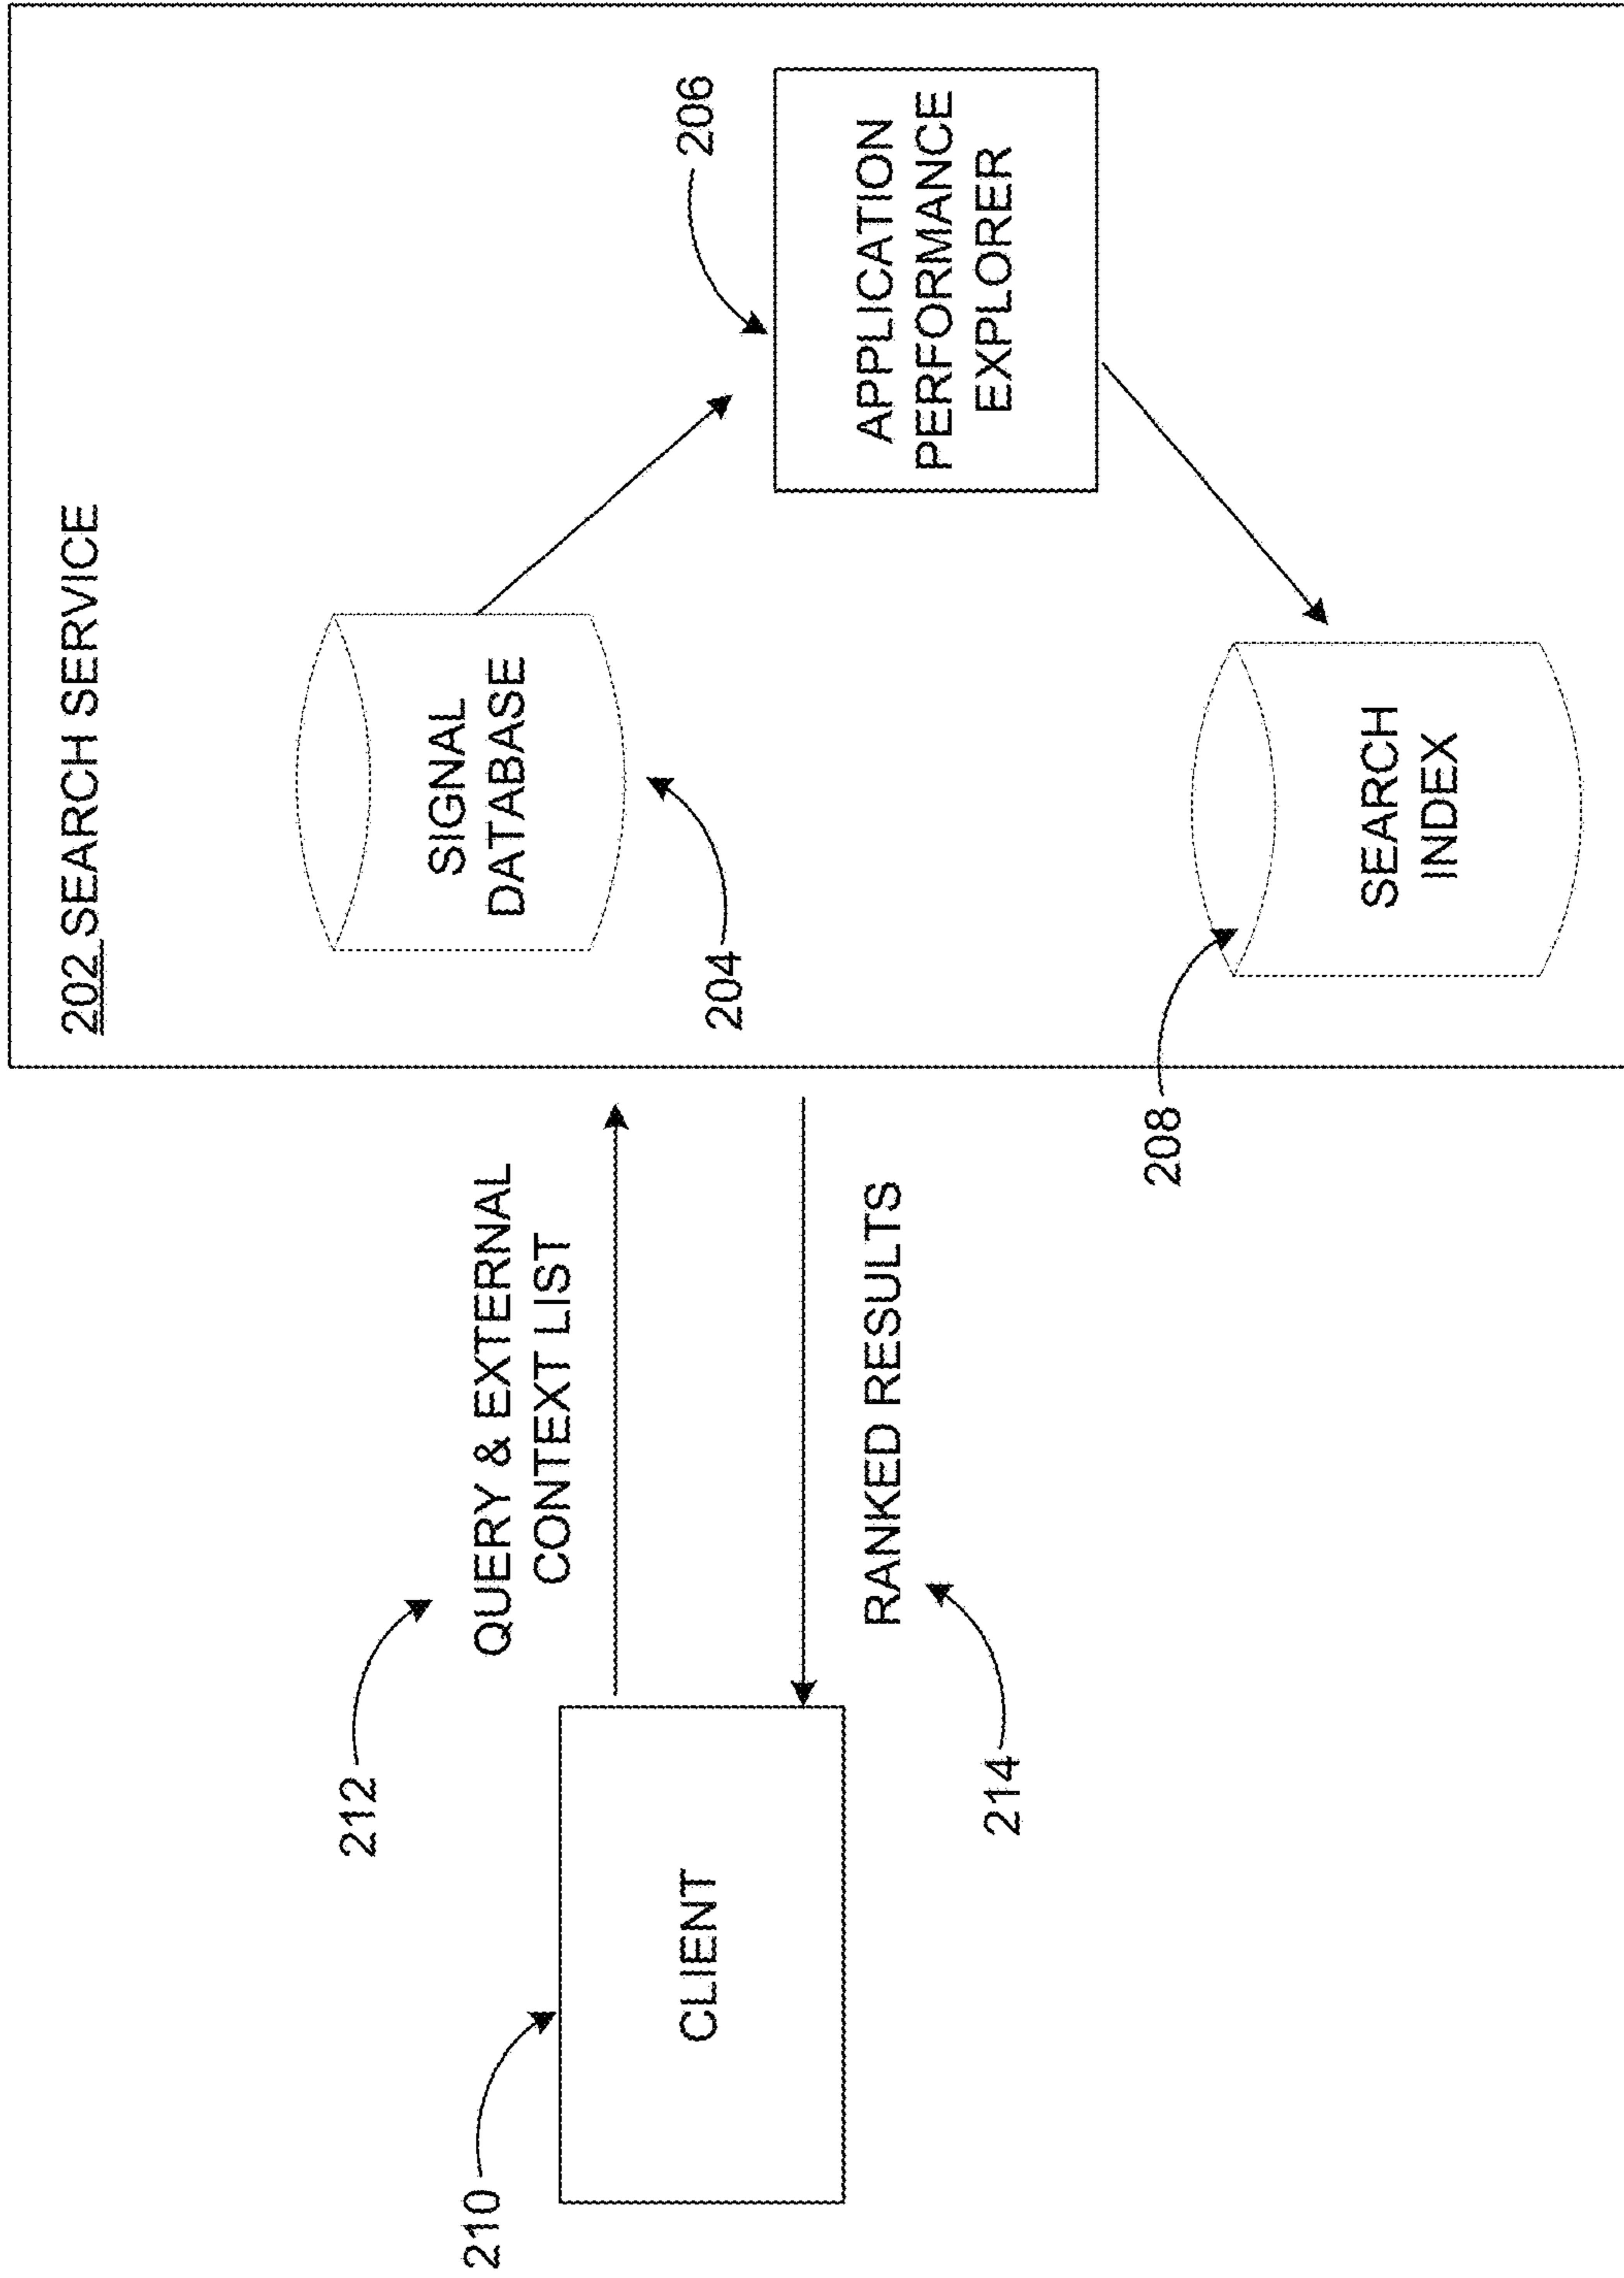 202 SEARCH SERVICE
212
QUERY & EXTERNAL
CONTEXT LIST
SIGNAL
DATABASE
204
206
APPLICATION
PERFORMANCE
EXPLORER
210
CLIENT
RANKED RESULTS
214
208
SEARCH
INDEX